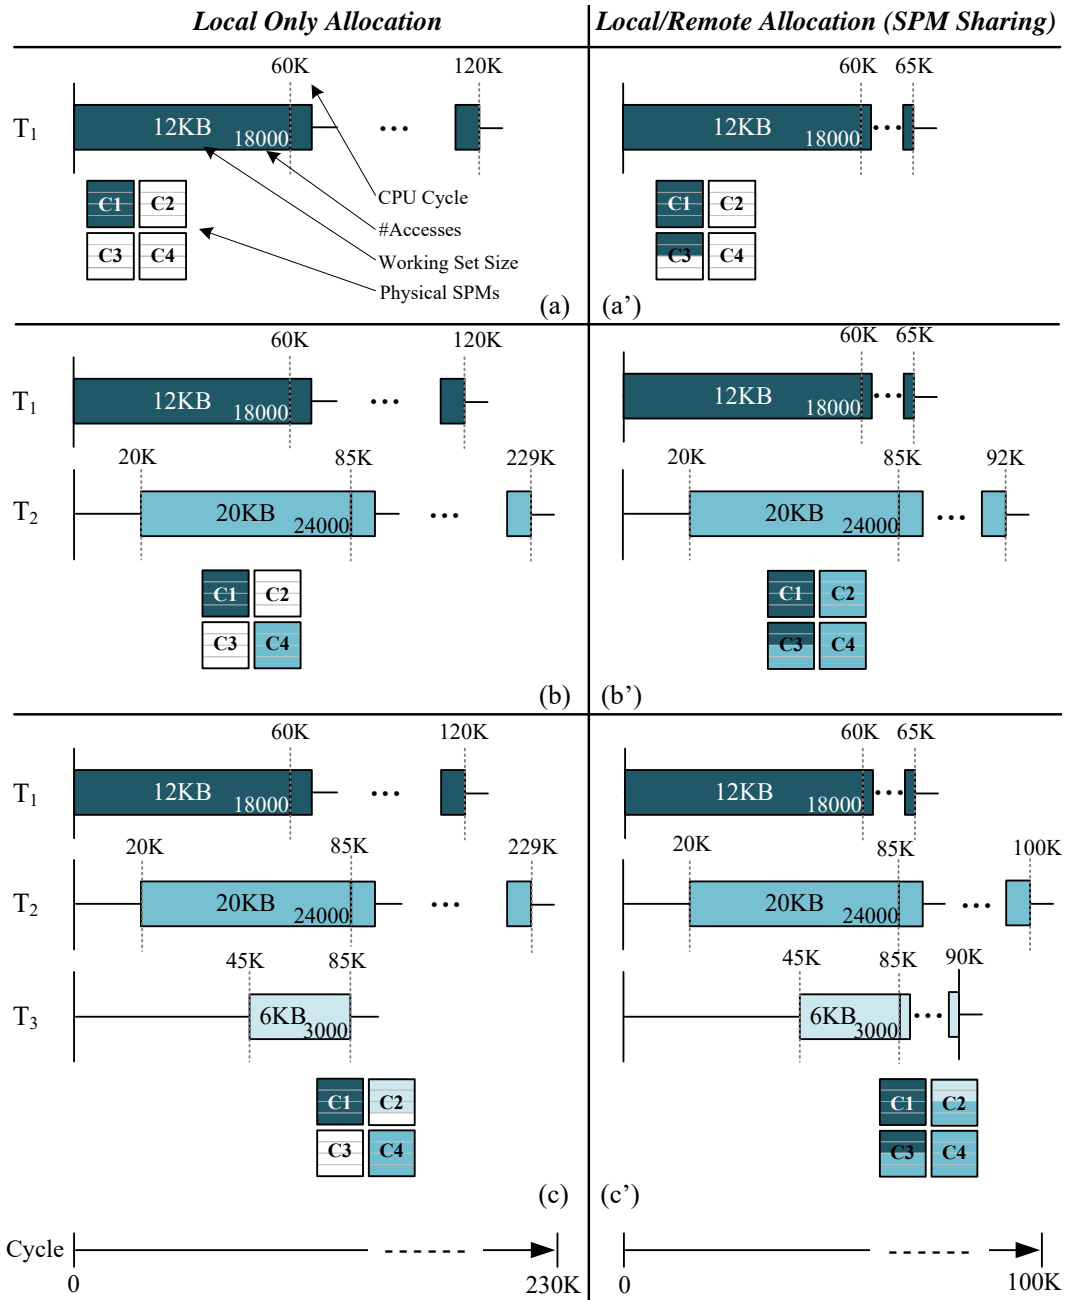 Local Only Allocation
Local/Remote Allocation (SPM Sharing)
60K 120K
T1 12KB 18000
CPU Cycle
#Accesses
Working Set Size
Physical SPMs
C1 C2
C3 C4
(a)
60K 65K
12KB 18000
C1 C2
C3 C4
(a’)
60K 120K
T1 12KB 18000
20K 85K 229K
T2 20KB 24000
C1 C2
C3 C4
(b)
60K 65K
12KB 18000
20K 85K 92K
20KB 24000
C1 C2
C3 C4
(b’)
60K 120K
T1 12KB 18000
20K 85K 229K
T2 20KB 24000
45K 85K
T3 6KB 3000
C1 C2
C3 C4
(c)
60K 65K
12KB 18000
20K 85K 100K
20KB 24000
45K 85K 90K
6KB 3000
C1 C2
C3 C4
(c’)
Cycle
0 230K
0 100K